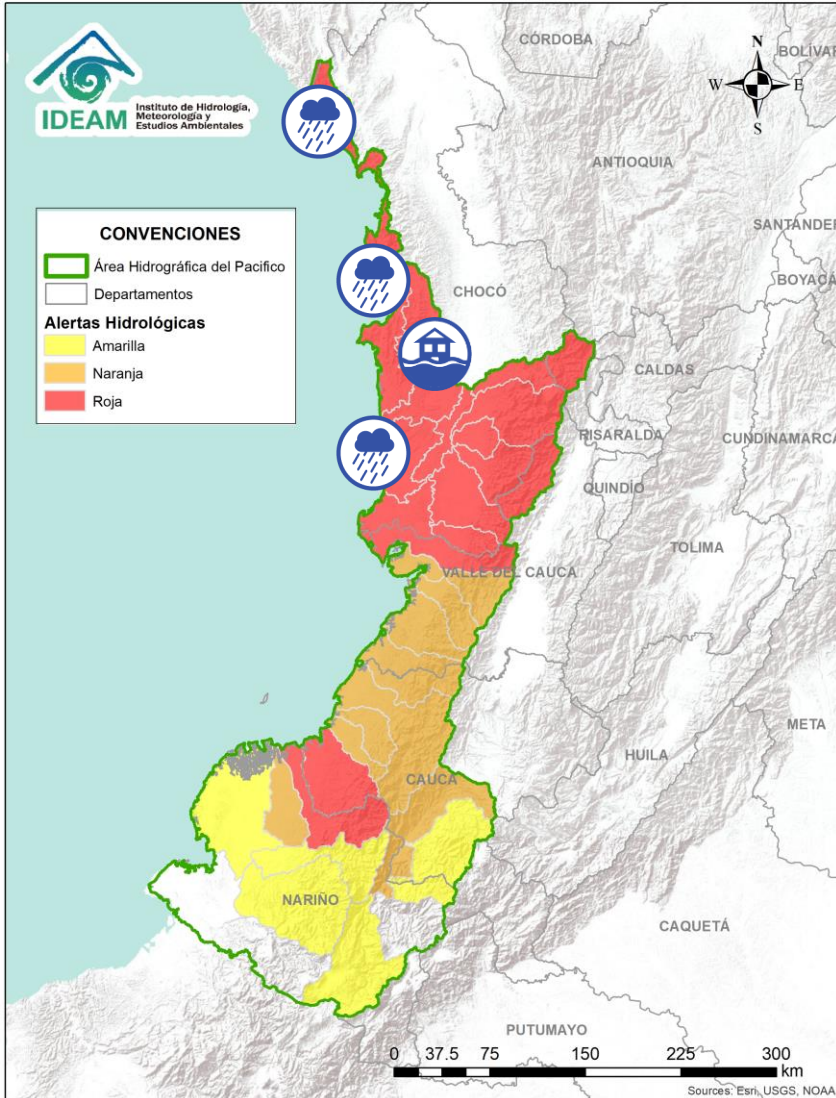 IDEAM
Instituto de Hidrología,
Meteorología y
Estudios Ambientales
CÓRDOBA
BOLÍVAR
N
W
E
S
ANTIOQUIA
SANTANDER
BOYACÁ
CONVENCIONES
Área Hidrográfica del Pacifico
Departamentos
Alertas Hidrológicas
Amarilla
Naranja
Roja
CHOCÓ
CALDAS
RISARALDA
CUNDINAMARCA
QUINDÍO
TOLIMA
VALLE DEL CAUCA
META
HUILA
CAUCA
NARIÑO
CAQUETÁ
PUTUMAYO
0 37.5 75 150 225 300
km
Sources: Esri, USGS, NOAA